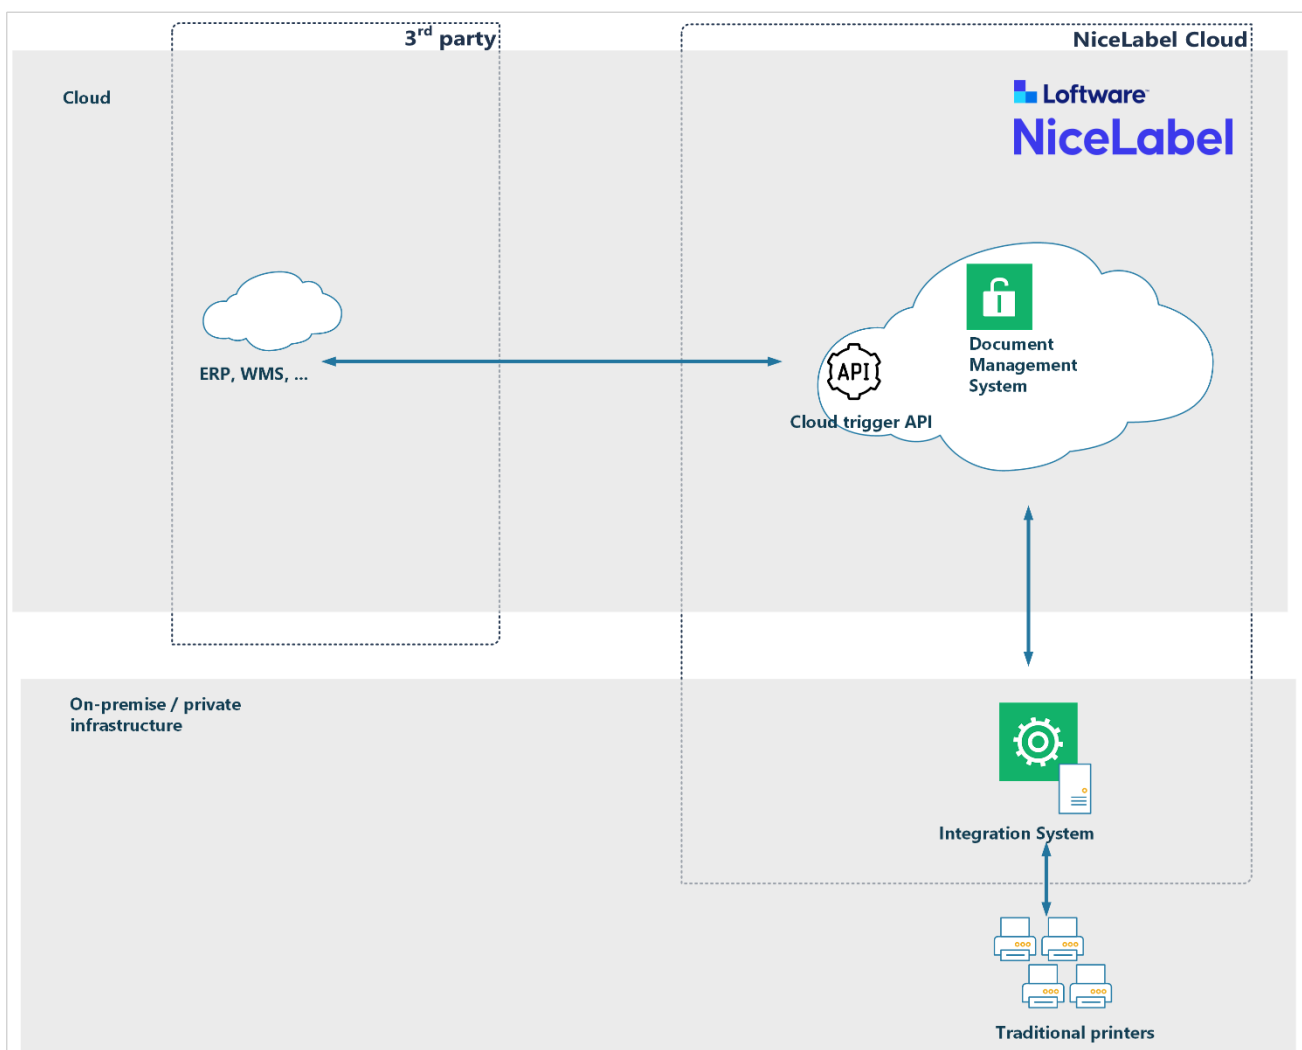 3rd party
NiceLabel Cloud
Cloud
Loftware™
NiceLabel
Document
Management
System
API
ERP, WMS, ...
Cloud trigger API
On-premise / private
infrastructure
Integration System
Traditional printers